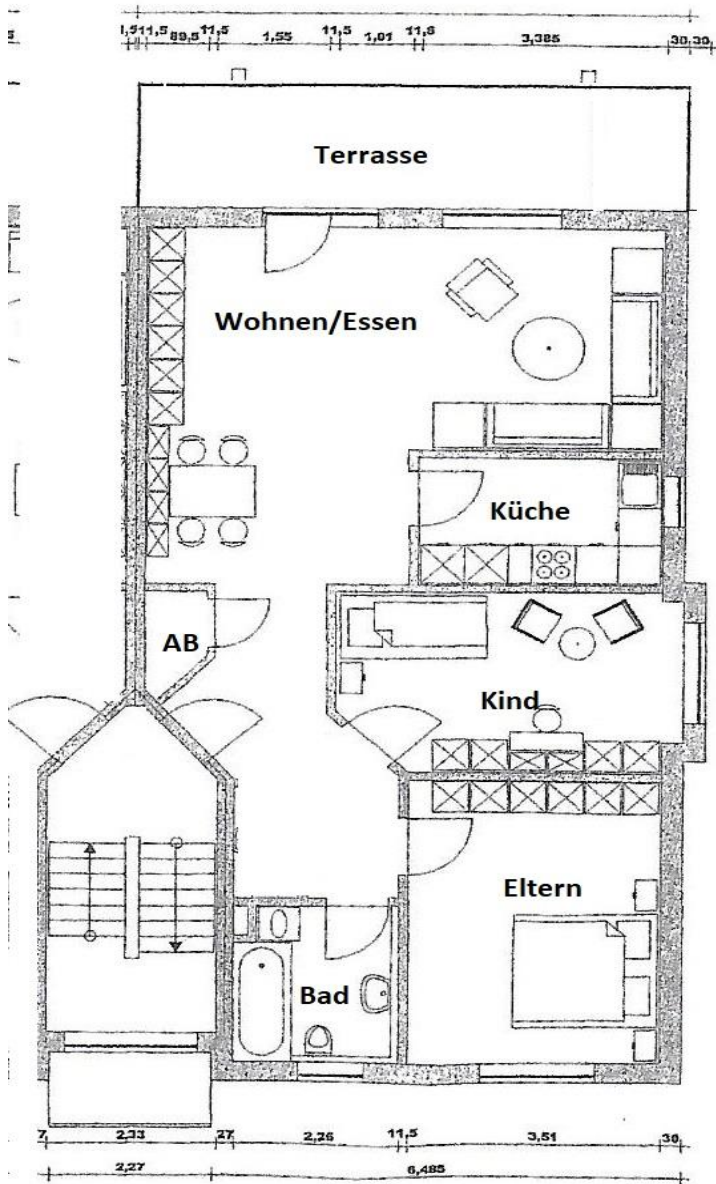 11,5 89,5 11,5 1,55 11,5 1,01 11,5 3,385 30 30
Terrasse
Wohnen/Essen
Küche
AB
Kind
Eltern
Bad
7 2,33 27 2,26 11,5 3,51 30
2,27 6,485